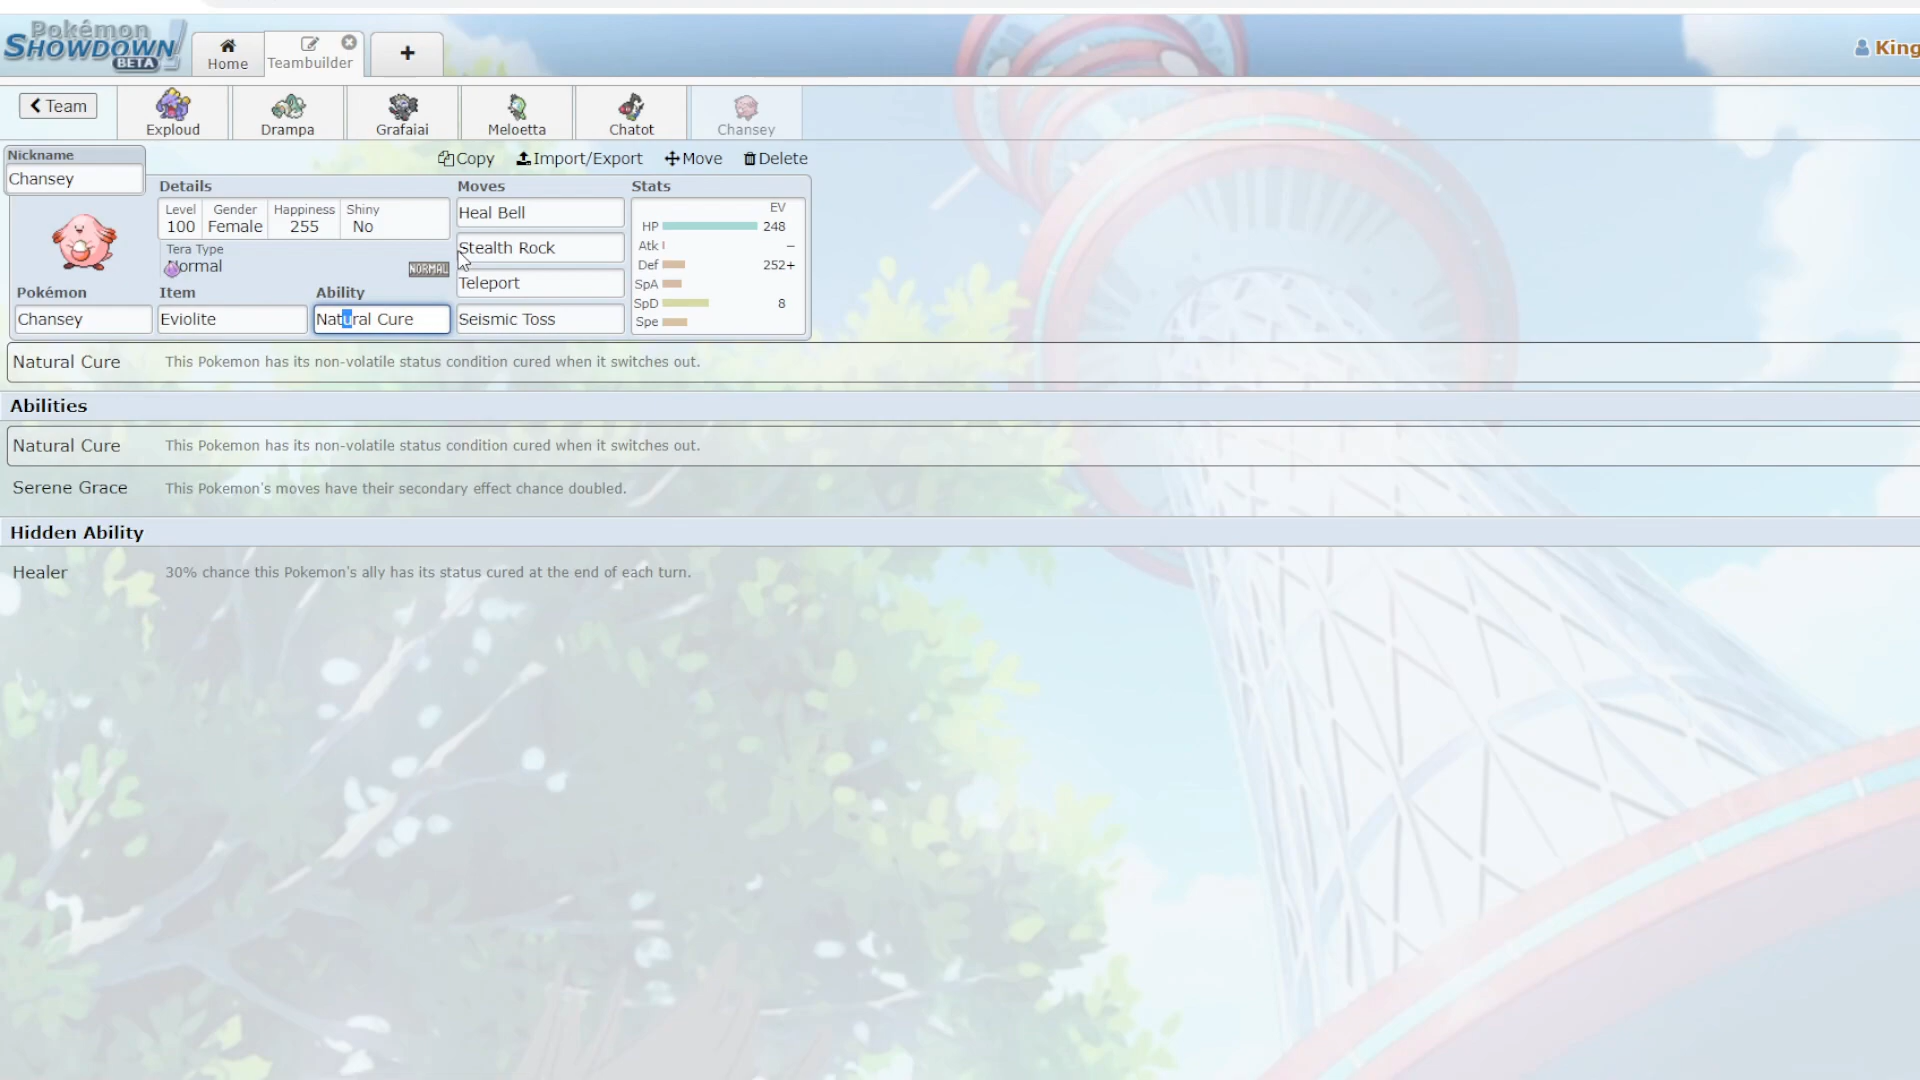 Pokémon
SHOWDOWN!
BETA
Home
Teambuilder
+
King
Team
Exploud
Drampa
Grafaiai
Meloetta
Chatot
Chansey
Nickname
Chansey
Copy
Import/Export
Move
Delete
Details
Moves
Stats
Level
100
Gender
Female
Happiness
255
Shiny
No
Tera Type
Normal
NORMAL
Pokémon
Chansey
Item
Eviolite
Ability
Natural Cure
Heal Bell
Stealth Rock
Teleport
Seismic Toss
EV
HP 248
Atk –
Def 252+
SpA
SpD 8
Spe
Natural Cure This Pokemon has its non-volatile status condition cured when it switches out.
Abilities
Natural Cure This Pokemon has its non-volatile status condition cured when it switches out.
Serene Grace This Pokemon's moves have their secondary effect chance doubled.
Hidden Ability
Healer 30% chance this Pokemon's ally has its status cured at the end of each turn.